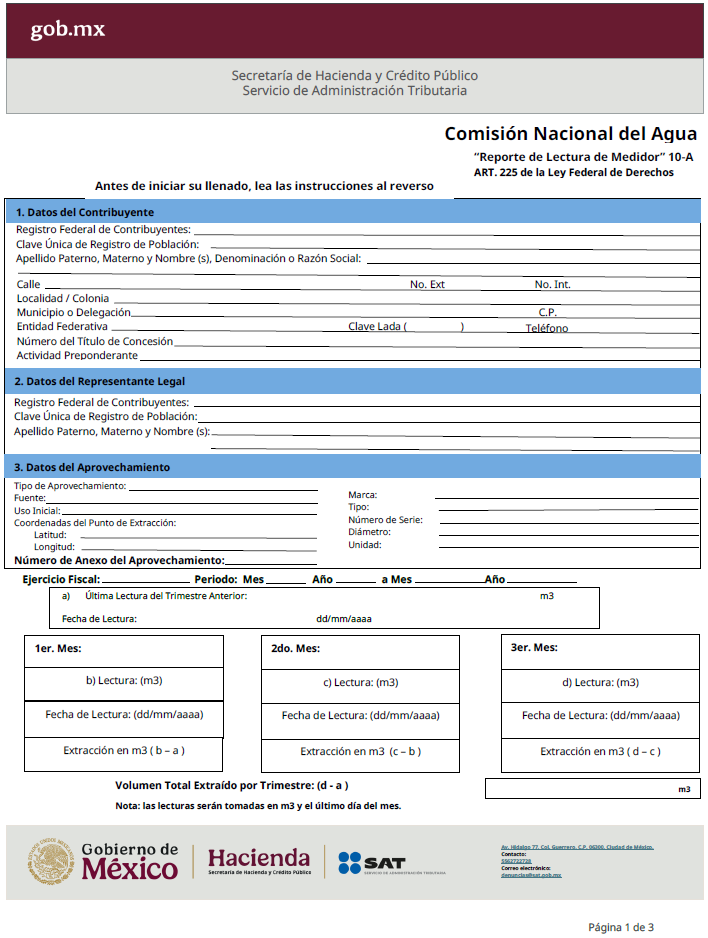 gob.mx
Secretaría de Hacienda y Crédito Público
Servicio de Administración Tributaria
Comisión Nacional del Agua
“Reporte de Lectura de Medidor” 10-A
ART. 225 de la Ley Federal de Derechos
Antes de iniciar su llenado, lea las instrucciones al reverso
1. Datos del Contribuyente
Registro Federal de Contribuyentes:
Clave Única de Registro de Población:
Apellido Paterno, Materno y Nombre (s), Denominación o Razón Social:
Calle No. Ext No. Int.
Localidad / Colonia
Municipio o Delegación C.P.
Entidad Federativa Clave Lada ( ) Teléfono
Número del Título de Concesión
Actividad Preponderante
2. Datos del Representante Legal
Registro Federal de Contribuyentes:
Clave Única de Registro de Población:
Apellido Paterno, Materno y Nombre (s):
3. Datos del Aprovechamiento
Tipo de Aprovechamiento:
Fuente:
Uso Inicial:
Coordenadas del Punto de Extracción:
Latitud:
Longitud:
Número de Anexo del Aprovechamiento:
Marca:
Tipo:
Número de Serie:
Diámetro:
Unidad:
Ejercicio Fiscal: Periodo: Mes Año a Mes Año
a) Última Lectura del Trimestre Anterior: m3
Fecha de Lectura: dd/mm/aaaa
1er. Mes:
b) Lectura: (m3)
Fecha de Lectura: (dd/mm/aaaa)
Extracción en m3 ( b – a )
2do. Mes:
c) Lectura: (m3)
Fecha de Lectura: (dd/mm/aaaa)
Extracción en m3 (c – b )
3er. Mes:
d) Lectura: (m3)
Fecha de Lectura: (dd/mm/aaaa)
Extracción en m3 ( d – c )
Volumen Total Extraído por Trimestre: (d - a ) m3
Nota: las lecturas serán tomadas en m3 y el último día del mes.
Gobierno de
México
Hacienda
Secretaría de Hacienda y Crédito Público
SAT
SERVICIO DE ADMINISTRACIÓN TRIBUTARIA
Av. Hidalgo 77, Col. Guerrero, C.P. 06300, Ciudad de México.
Contacto:
5562722728
Correo electrónico:
denuncias@sat.gob.mx
Página 1 de 3